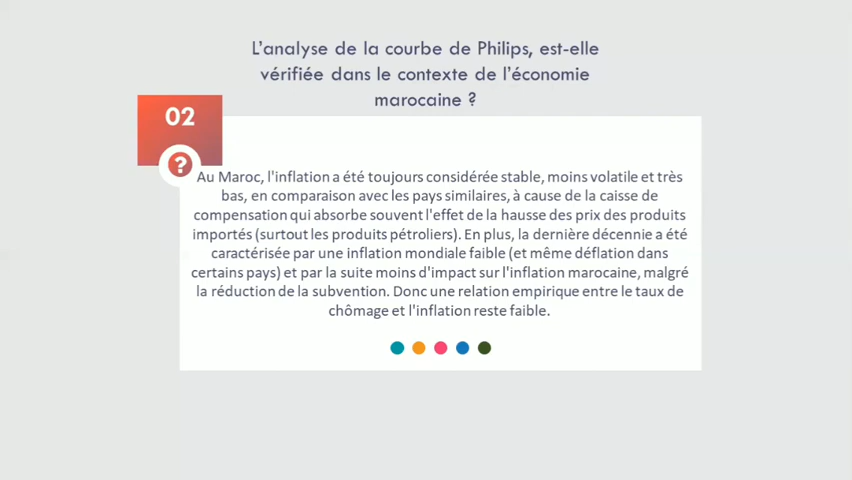 L'analyse de la courbe de Philips, est-elle
vérifiée dans le contexte de l'économie
marocaine ?
02
?
Au Maroc, l'inflation a été toujours considérée stable, moins volatile et très
bas, en comparaison avec les pays similaires, à cause de la caisse de
compensation qui absorbe souvent l'effet de la hausse des prix des produits
importés (surtout les produits pétroliers). En plus, la dernière décennie a été
caractérisée par une inflation mondiale faible (et même déflation dans
certains pays) et par la suite moins d'impact sur l'inflation marocaine, malgré
la réduction de la subvention. Donc une relation empirique entre le taux de
chômage et l'inflation reste faible.